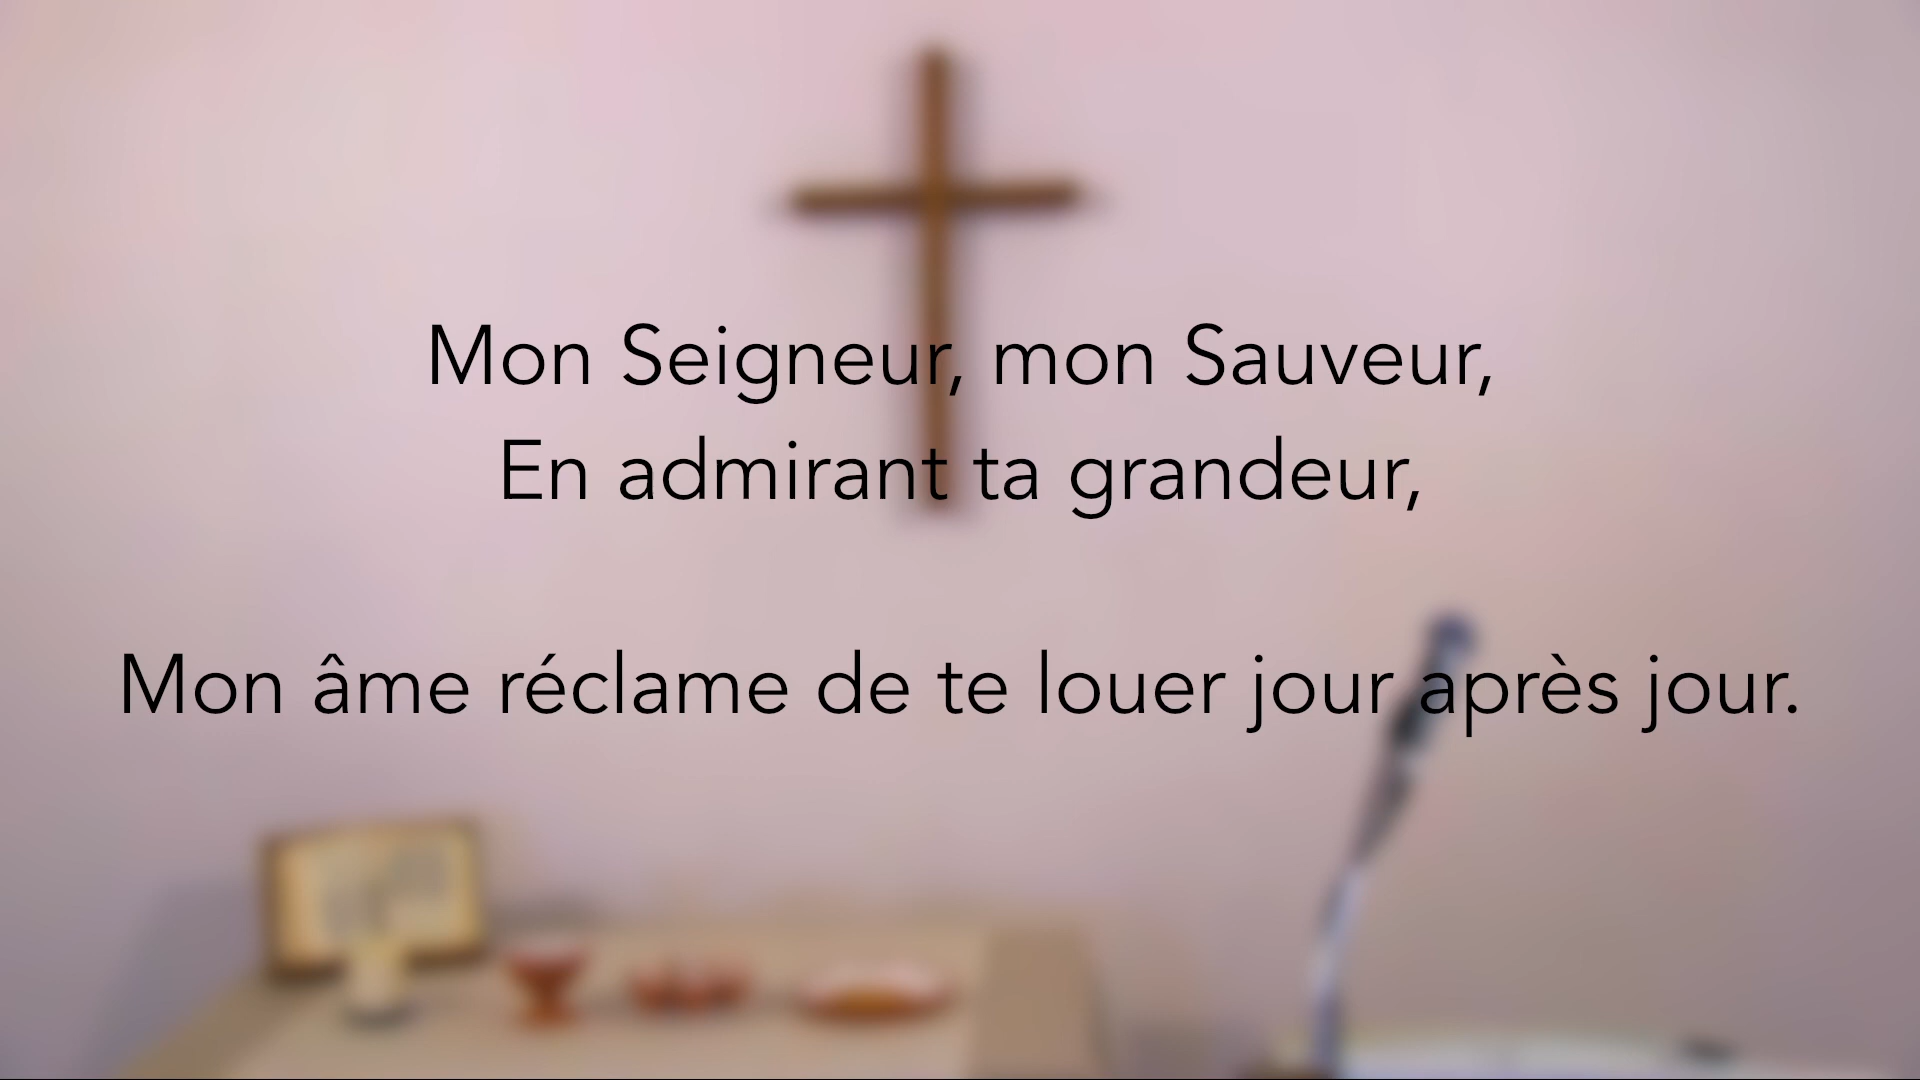 Mon Seigneur, mon Sauveur,
En admirant ta grandeur,
Mon âme réclame de te louer jour après jour.